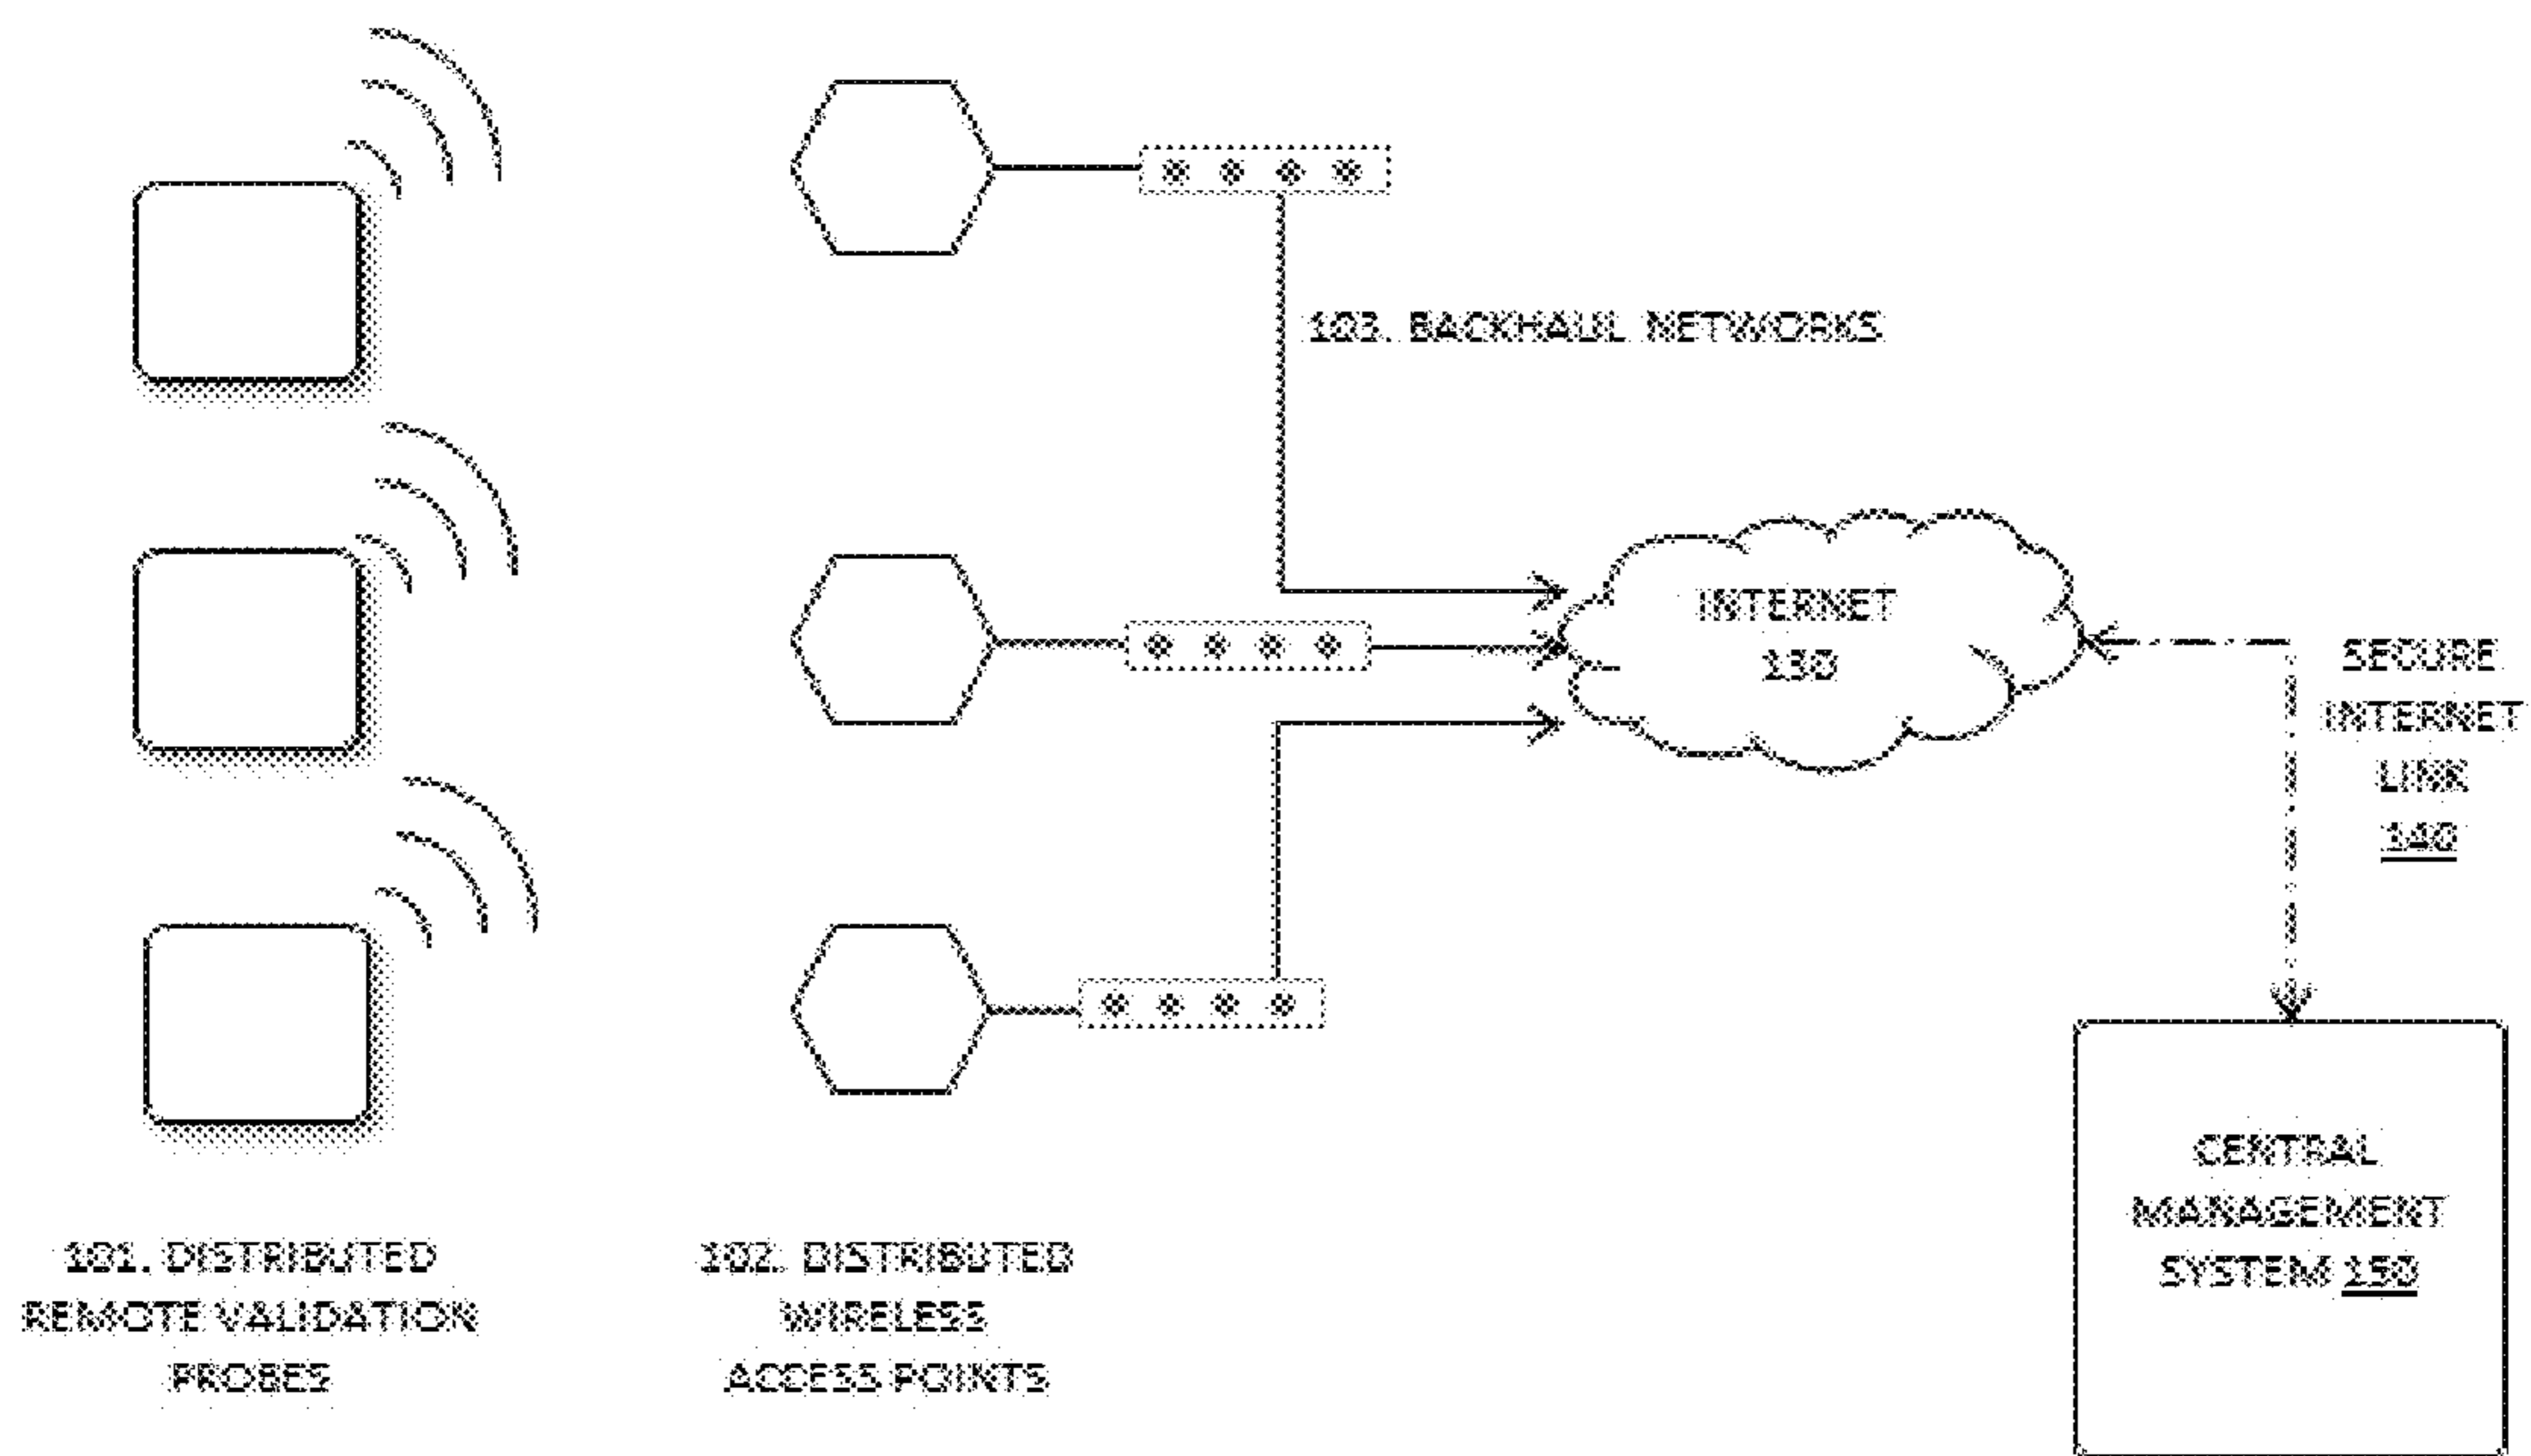 103. BACKHAUL NETWORKS
INTERNET
130
SECURE
INTERNET
LINK
140
CENTRAL
MANAGEMENT
SYSTEM 150
101. DISTRIBUTED
REMOTE VALIDATION
PROBES
102. DISTRIBUTED
WIRELESS
ACCESS POINTS